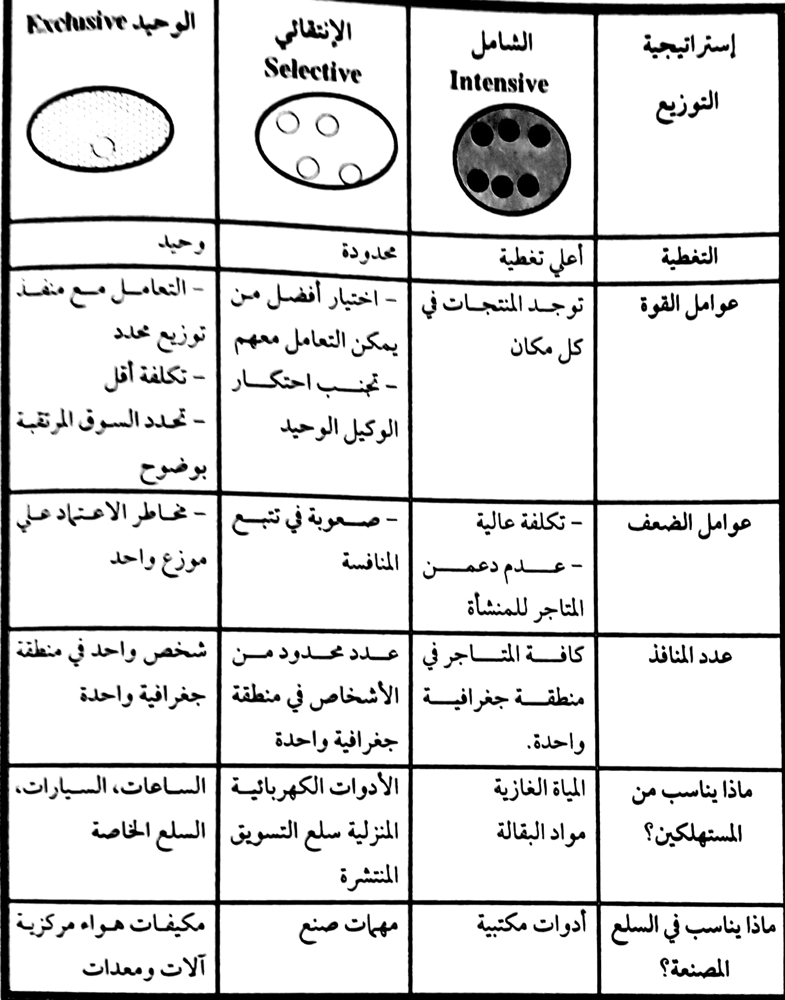 إستراتيجية
التوزيع
الشامل
Intensive
الإنتقائي
Selective
الوحيد Exclusive
التغطية
أعلي تغطية
محدودة
وحيد
عوامل القوة
توجد المنتجات في
كل مكان
- اختيار أفضل من
يمكن التعامل معهم
- تجنب احتكار
الوكيل الوحيد
- التعامل مع منفذ
توزيع محدد
- تكلفة أقل
- تحدد السوق المرتقبة
بوضوح
عوامل الضعف
- تكلفة عالية
- عدم دعمن
المتاجر للمنشأة
- صعوبة في تتبع
المنافسة
- مخاطر الاعتماد علي
موزع واحد
عدد المنافذ
كافة المتاجر في
منطقة جغرافية
واحدة.
عدد محدود من
الأشخاص في منطقة
جغرافية واحدة
شخص واحد في منطقة
جغرافية واحدة
ماذا يناسب من
المستهلكين؟
المياة الغازية
مواد البقالة
الأدوات الكهربائية
المنزلية سلع التسويق
المنتشرة
الساعات، السيارات،
السلع الخاصة
ماذا يناسب في السلع
المصنعة؟
أدوات مكتبية
مهمات صنع
مكيفات هواء مركزية
آلات ومعدات